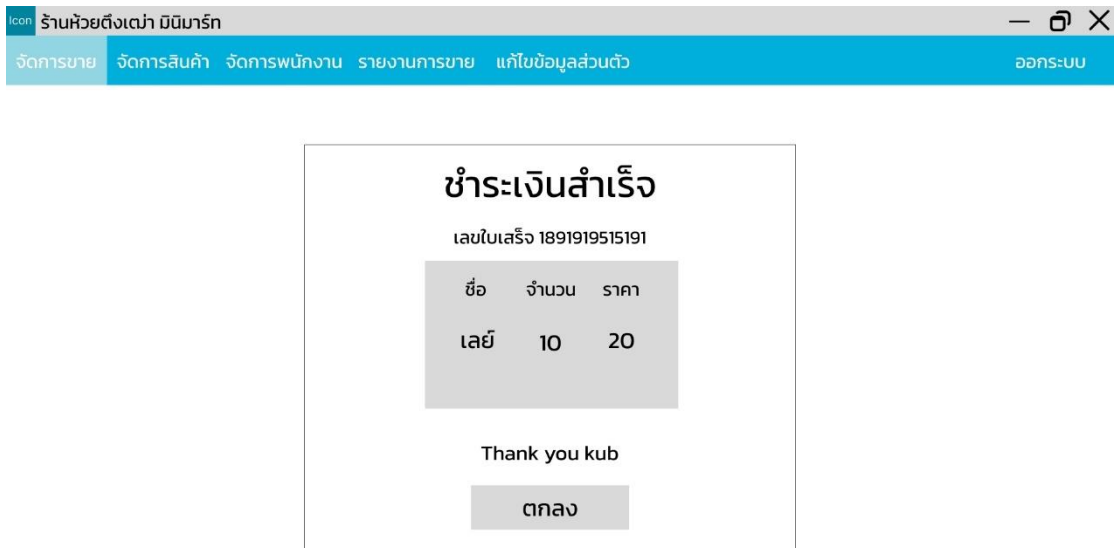 Icon ร้านห้วยตึงเฒ่า มินิมาร์ท
จัดการขาย จัดการสินค้า จัดการพนักงาน รายงานการขาย แก้ไขข้อมูลส่วนตัว ออกระบบ
ชำระเงินสำเร็จ
เลขใบเสร็จ 1891919515191
ชื่อ จำนวน ราคา
เลย์ 10 20
Thank you kub
ตกลง